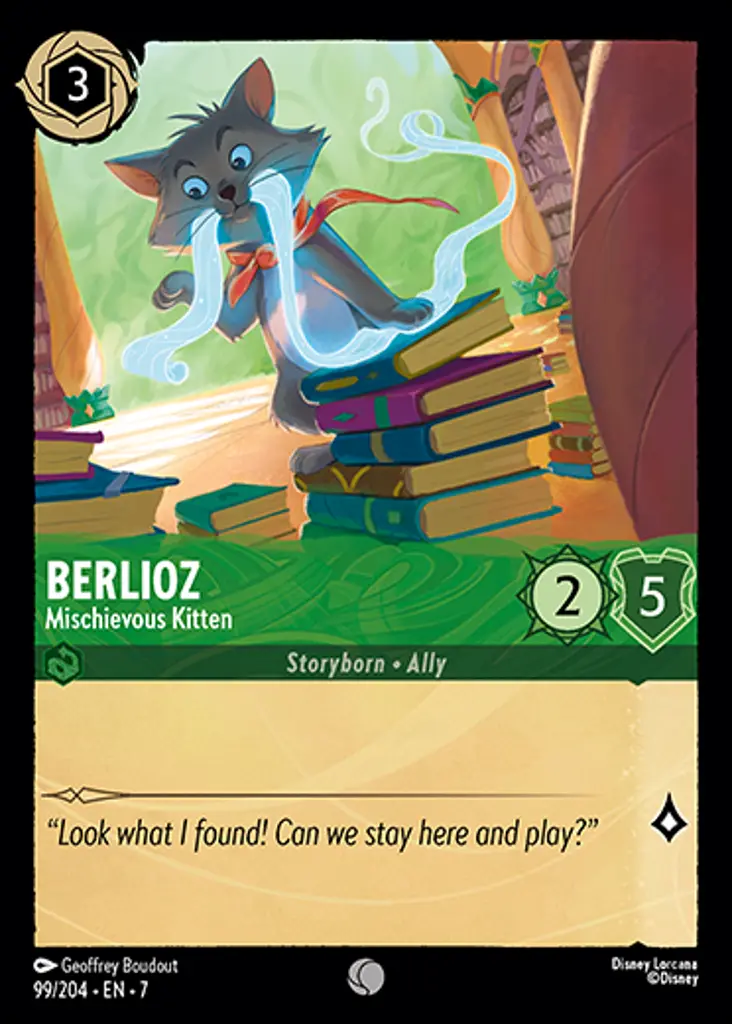 3
BERLIOZ
Mischievous Kitten
2
5
Storyborn • Ally
“Look what I found! Can we stay here and play?”
Geoffrey Boudout
99/204 • EN • 7
Disney Lorcana
©Disney